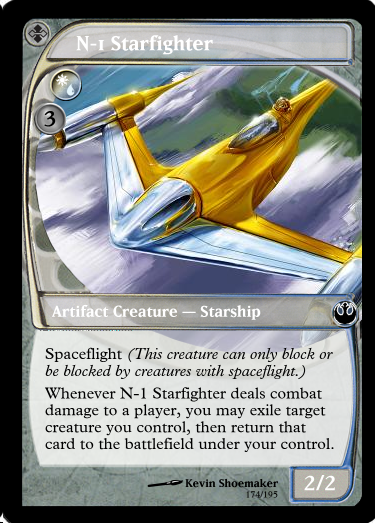 N-1 Starfighter
3
Artifact Creature — Starship
Spaceflight (This creature can only block or
be blocked by creatures with spaceflight.)
Whenever N-1 Starfighter deals combat
damage to a player, you may exile target
creature you control, then return that
card to the battlefield under your control.
Kevin Shoemaker
174/195
2/2